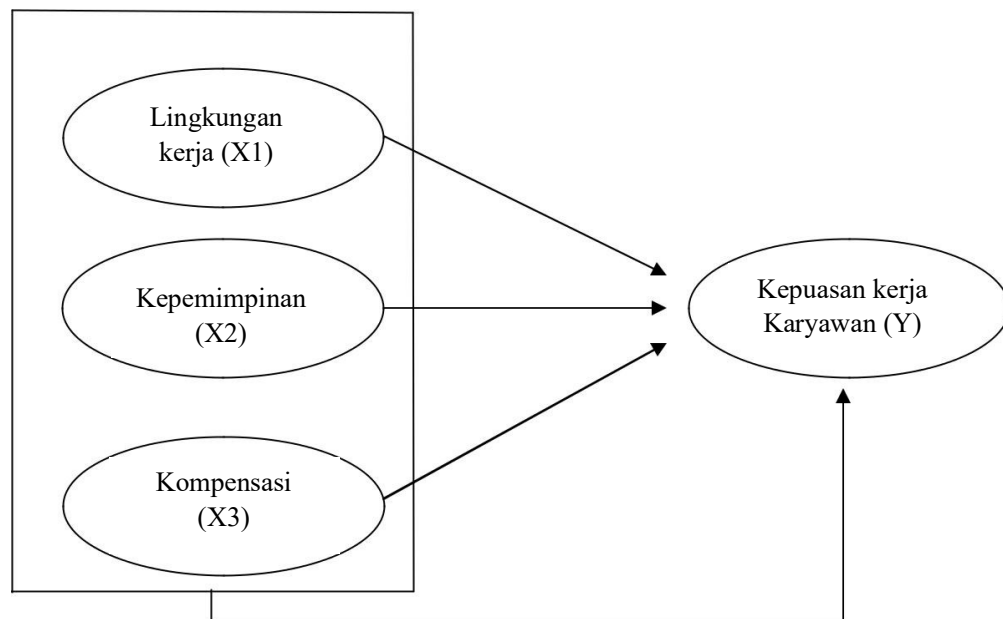 Lingkungan
kerja (X1)
Kepemimpinan
(X2)
Kompensasi
(X3)
Kepuasan kerja
Karyawan (Y)